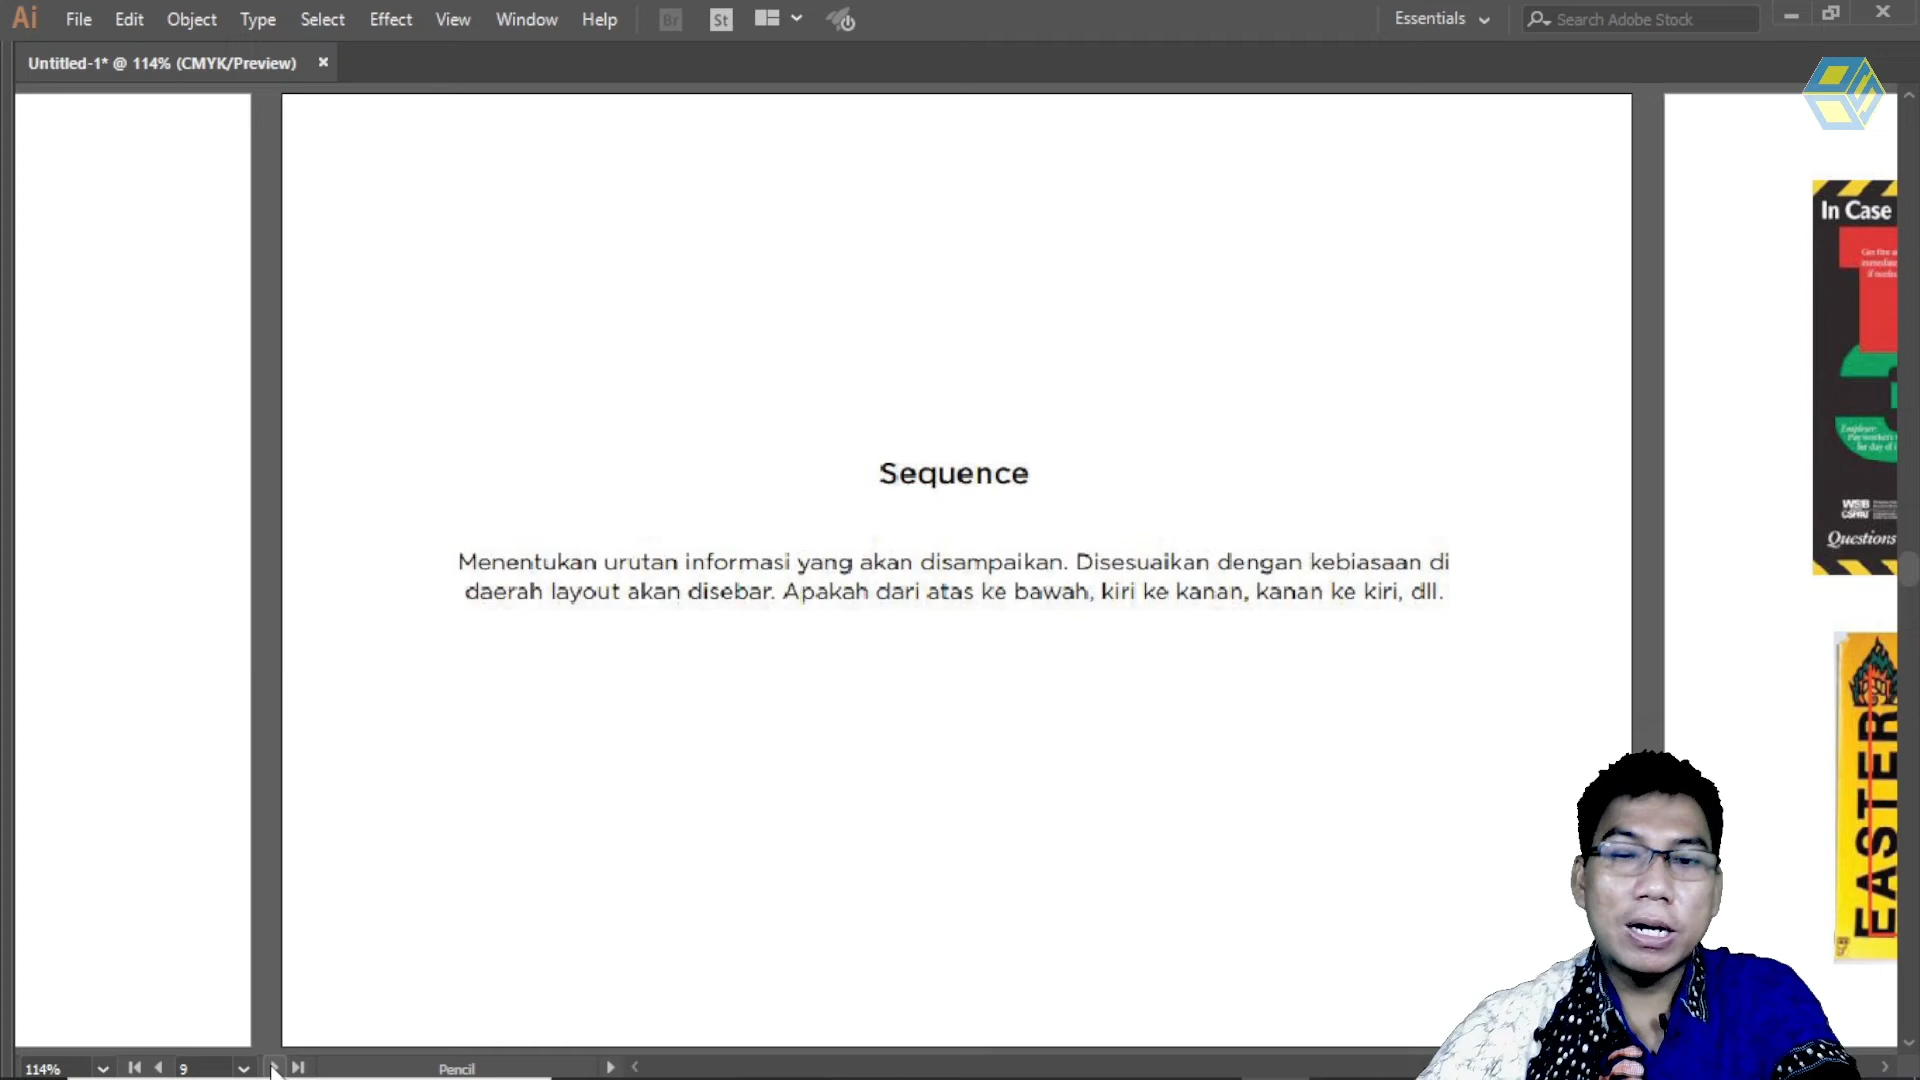 Ai File Edit Object Type Select Effect View Window Help Br St Essentials Search Adobe Stock
Untitled-1* @ 114% (CMYK/Preview)
In Case
Questions
EASTER
Sequence
Menentukan urutan informasi yang akan disampaikan. Disesuaikan dengan kebiasaan di
daerah layout akan disebar. Apakah dari atas ke bawah, kiri ke kanan, kanan ke kiri, dll.
114% 9 Pencil